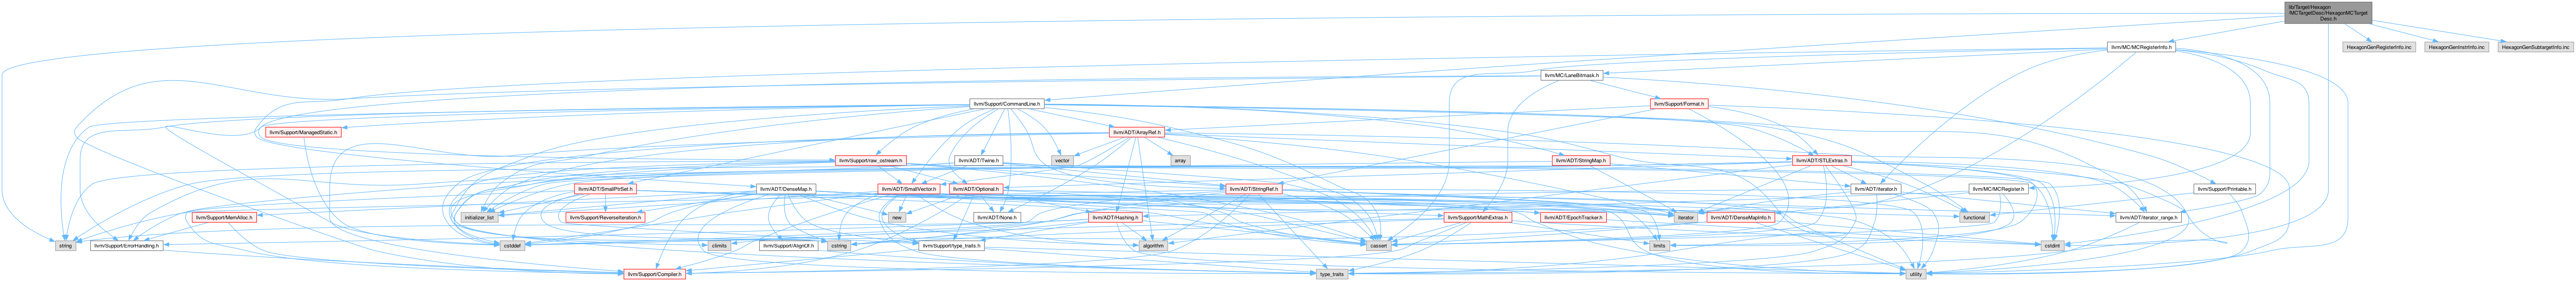 lib/Target/Hexagon
/MCTargetDesc/HexagonMCTarget
Desc.h
llvm/MC/MCRegisterInfo.h
HexagonGenRegisterInfo.inc
HexagonGenInstrInfo.inc
HexagonGenSubtargetInfo.inc
llvm/MC/LaneBitmask.h
llvm/Support/CommandLine.h
llvm/Support/Format.h
llvm/Support/ManagedStatic.h
llvm/ADT/ArrayRef.h
llvm/Support/raw_ostream.h
llvm/ADT/Twine.h
vector
array
llvm/ADT/StringMap.h
llvm/ADT/STLExtras.h
llvm/ADT/SmallPtrSet.h
llvm/ADT/DenseMap.h
llvm/ADT/SmallVector.h
llvm/ADT/Optional.h
llvm/ADT/StringRef.h
llvm/ADT/iterator.h
llvm/MC/MCRegister.h
llvm/Support/Printable.h
llvm/Support/MemAlloc.h
initializer_list
llvm/Support/ReverseIteration.h
new
llvm/ADT/None.h
llvm/ADT/Hashing.h
llvm/Support/MathExtras.h
llvm/ADT/EpochTracker.h
iterator
llvm/ADT/DenseMapInfo.h
functional
llvm/ADT/iterator_range.h
string
llvm/Support/ErrorHandling.h
cstddef
climits
llvm/Support/AlignOf.h
cstring
llvm/Support/type_traits.h
algorithm
cassert
limits
cstdint
llvm/Support/Compiler.h
type_traits
utility